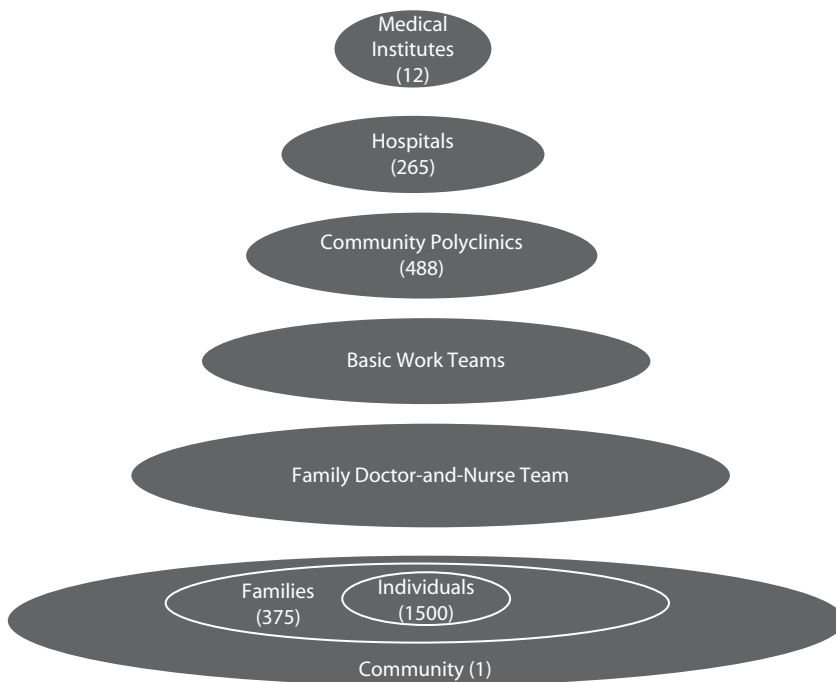 Medical
Institutes
(12)
Hospitals
(265)
Community Polyclinics
(488)
Basic Work Teams
Family Doctor-and-Nurse Team
Families
(375)
Individuals
(1500)
Community (1)